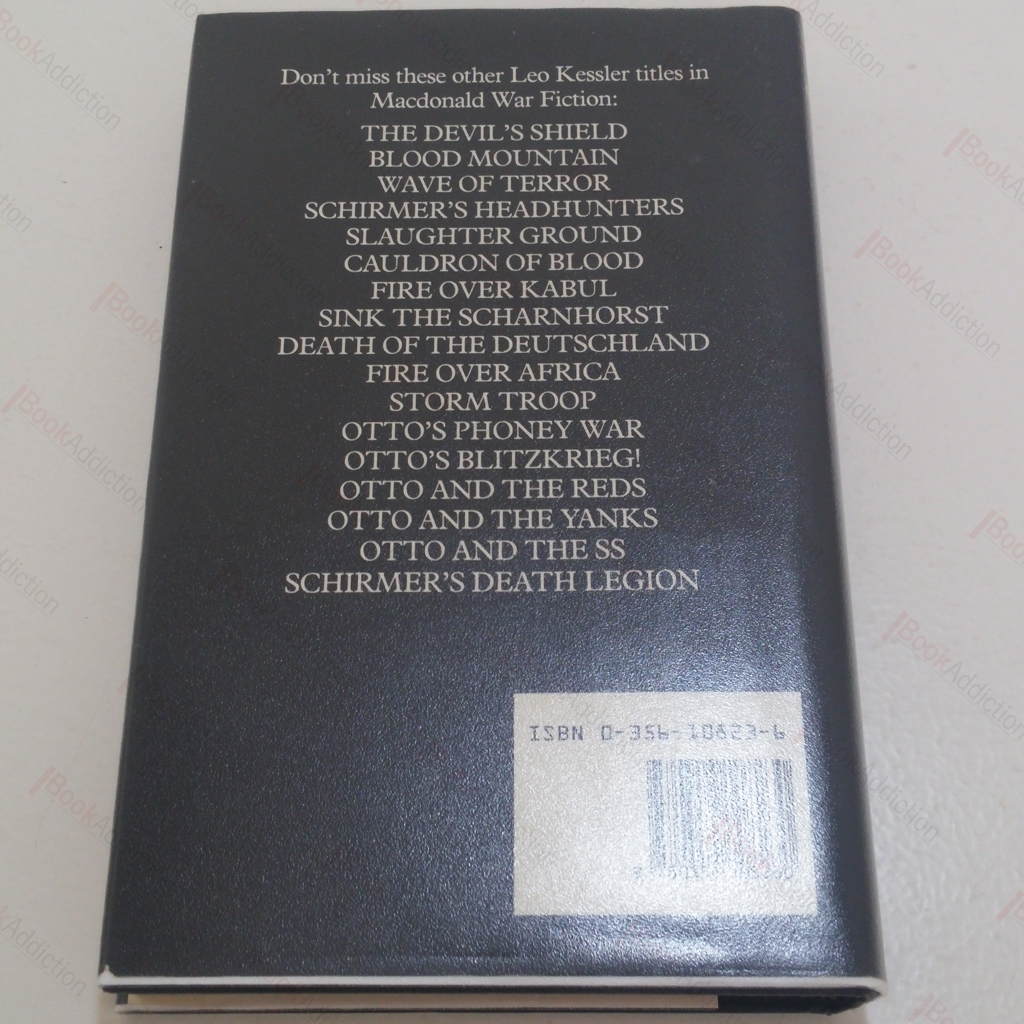 Don't miss these other Leo Kessler titles in
Macdonald War Fiction:
THE DEVIL'S SHIELD
BLOOD MOUNTAIN
WAVE OF TERROR
SCHIRMER'S HEADHUNTERS
SLAUGHTER GROUND
CAULDRON OF BLOOD
FIRE OVER KABUL
SINK THE SCHARNHORST
DEATH OF THE DEUTSCHLAND
FIRE OVER AFRICA
STORM TROOP
OTTO'S PHONEY WAR
OTTO'S BLITZKRIEG!
OTTO AND THE REDS
OTTO AND THE YANKS
OTTO AND THE SS
SCHIRMER'S DEATH LEGION
ISBN 0-356-10823-6
BookAddiction